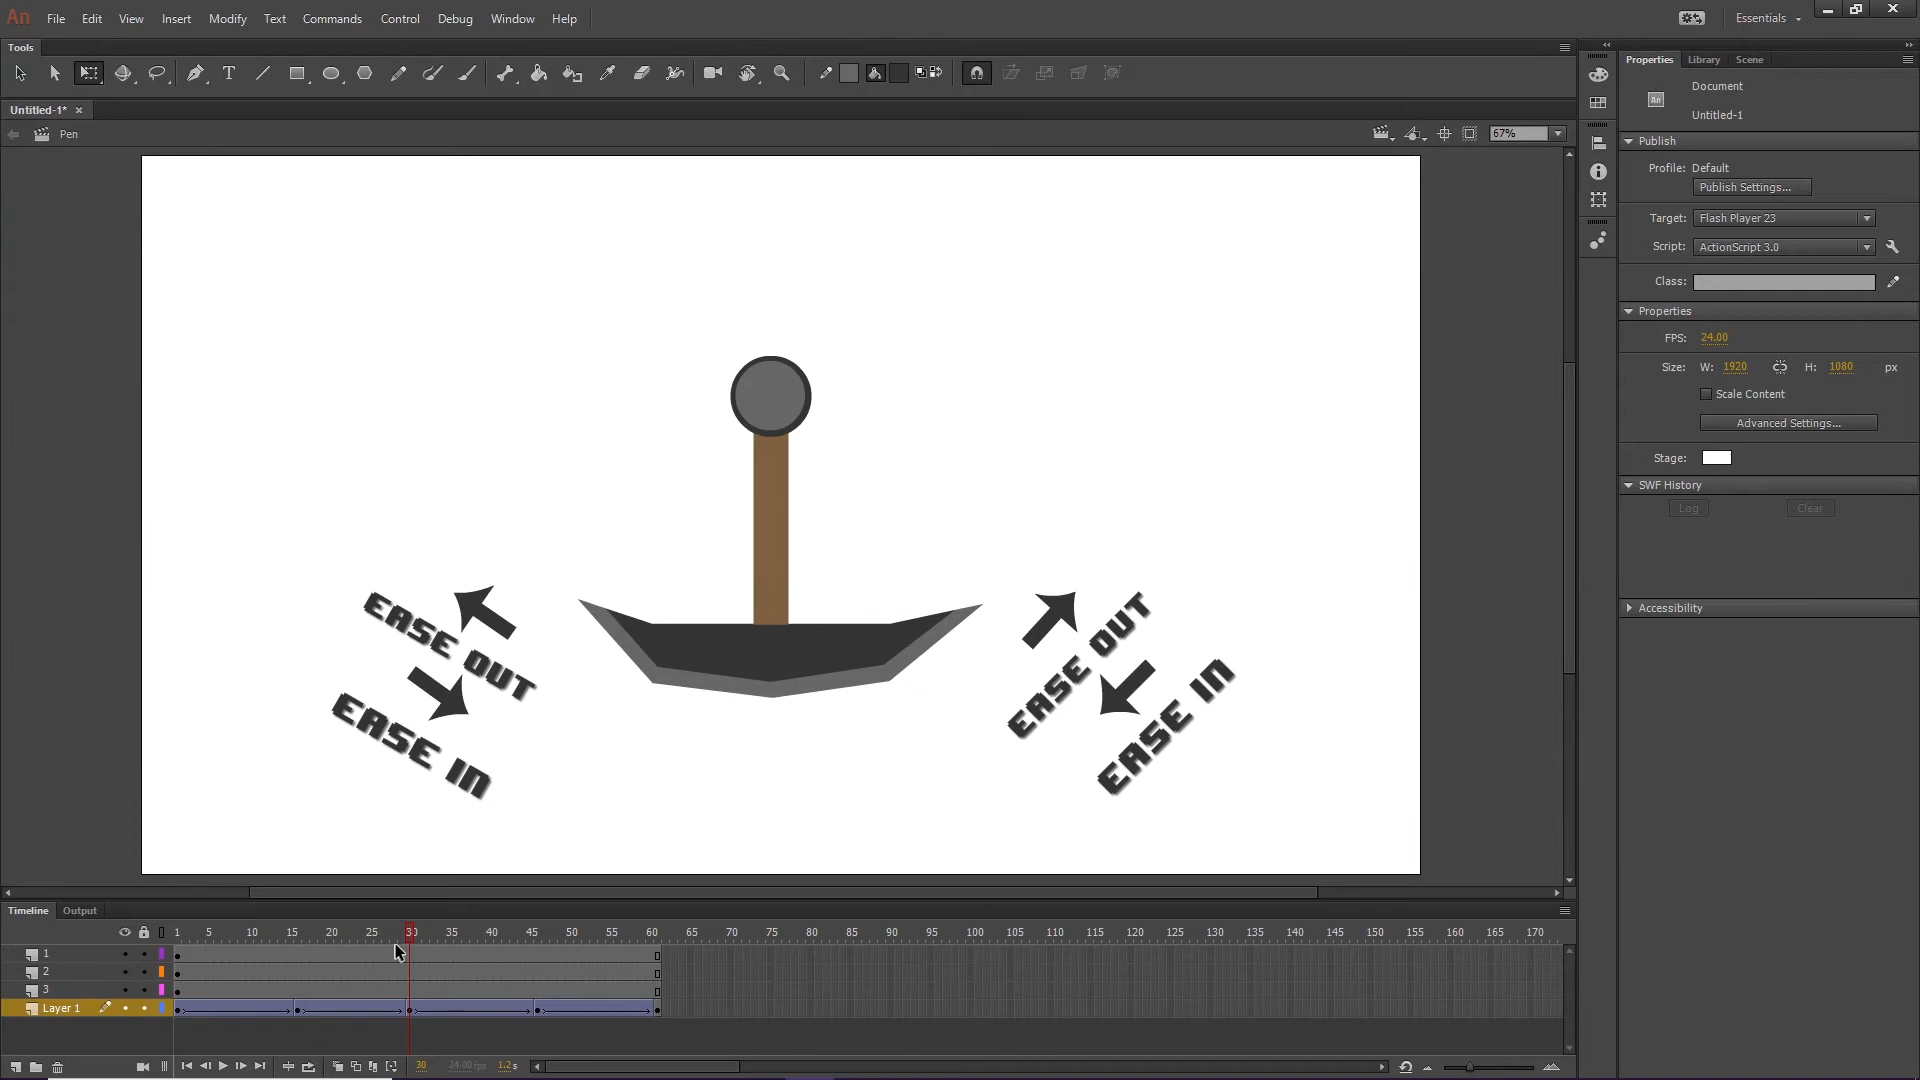 An File Edit View Insert Modify Text Commands Control Debug Window Help Essentials
Tools
Properties Library Scene
T
An Document
Untitled-1* ×
Untitled-1
Pen 67%
Publish
Profile: Default
Publish Settings...
Target: Flash Player 23
Script: ActionScript 3.0
Class:
Properties
FPS: 24.00
Size: W: 1920 H: 1080 px
Scale Content
Advanced Settings...
Stage:
SWF History
Log Clear
Accessibility
EASE OUT
EASE IN
EASE OUT
EASE IN
Timeline Output
1 5 10 15 20 25 30 35 40 45 50 55 60 65 70 75 80 85 90 95 100 105 110 115 120 125 130 135 140 145 150 155 160 165 170
1
2
3
Layer 1
30 24.00 fps 1.2 s